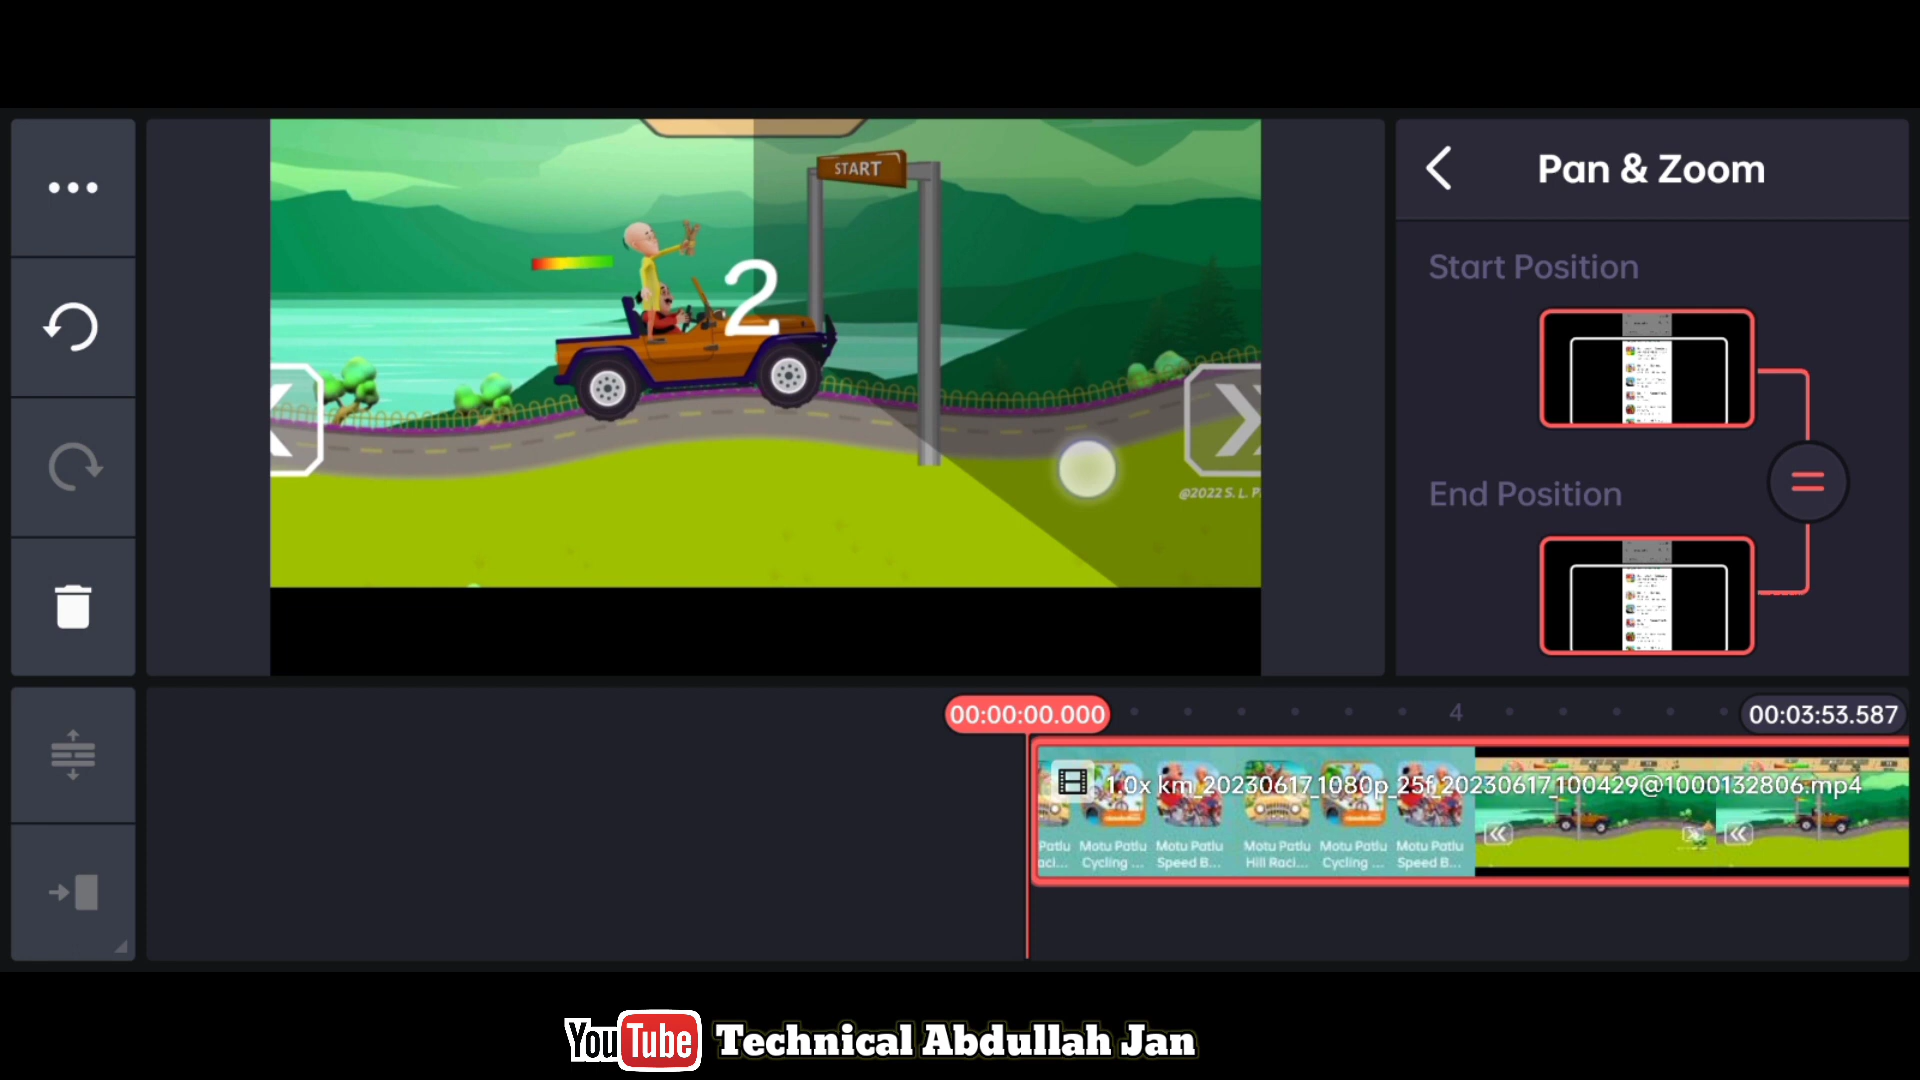 Pan & Zoom
START
Start Position
2
End Position
@2022 S. L. P
00:00:00.000
4
00:03:53.587
1.0x km_20230617_1080p_25f_20230617_100429@1000132806.mp4
Patlu Motu Patlu Motu Patlu Motu Patlu Motu Patlu Motu Patlu
aci... Cycling ... Speed B... Hill Raci... Cycling ... Speed B...
YouTube Technical Abdullah Jan